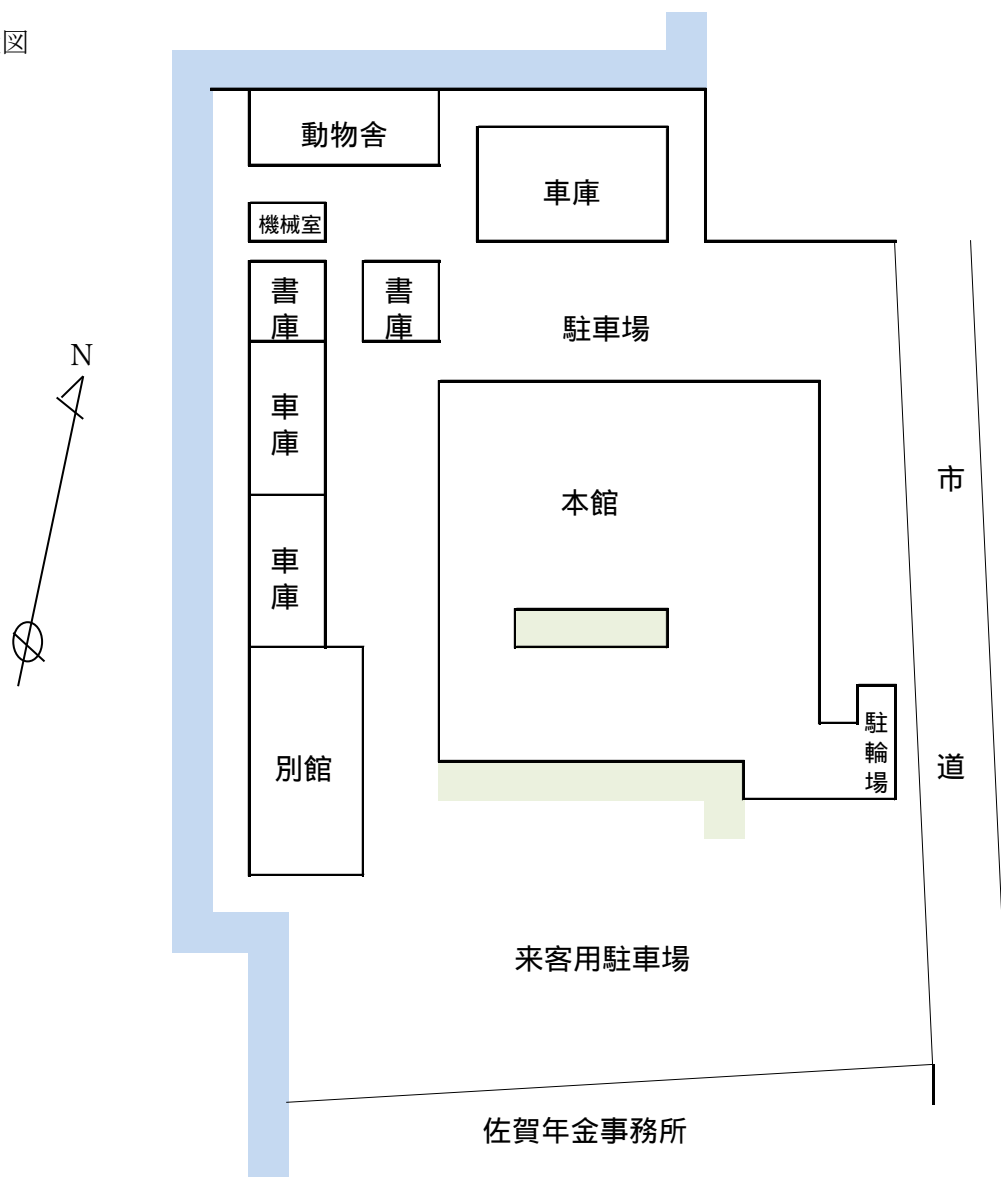 図
動物舎
車庫
機械室
書
庫
書
庫
駐車場
N
車
庫
市
本館
車
庫
駐
輪
場
別館
道
来客用駐車場
佐賀年金事務所